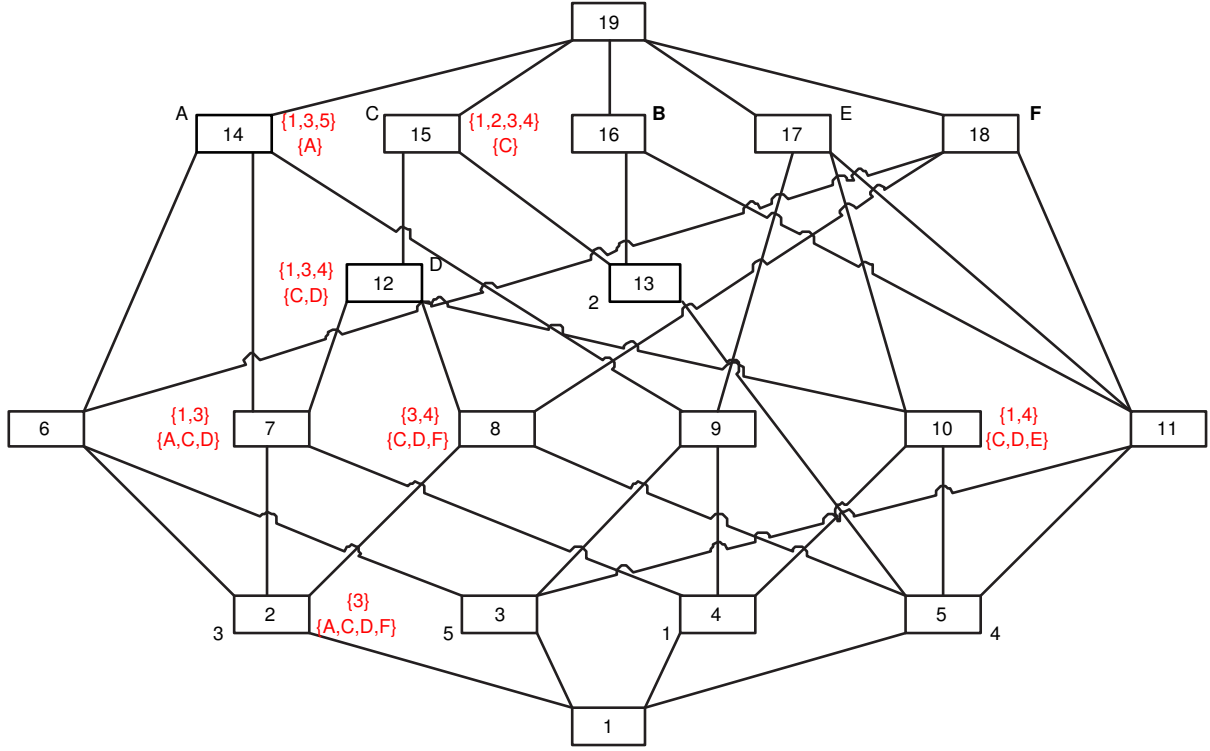 19
A
14
{1,3,5}
{A}
C
15
{1,2,3,4}
{C}
16
B
17
E
18
F
{1,3,4}
{C,D}
12
D
2
13
6
{1,3}
{A,C,D}
7
{3,4}
{C,D,F}
8
9
10
{1,4}
{C,D,E}
11
3
2
{3}
{A,C,D,F}
5
3
1
4
5
4
1